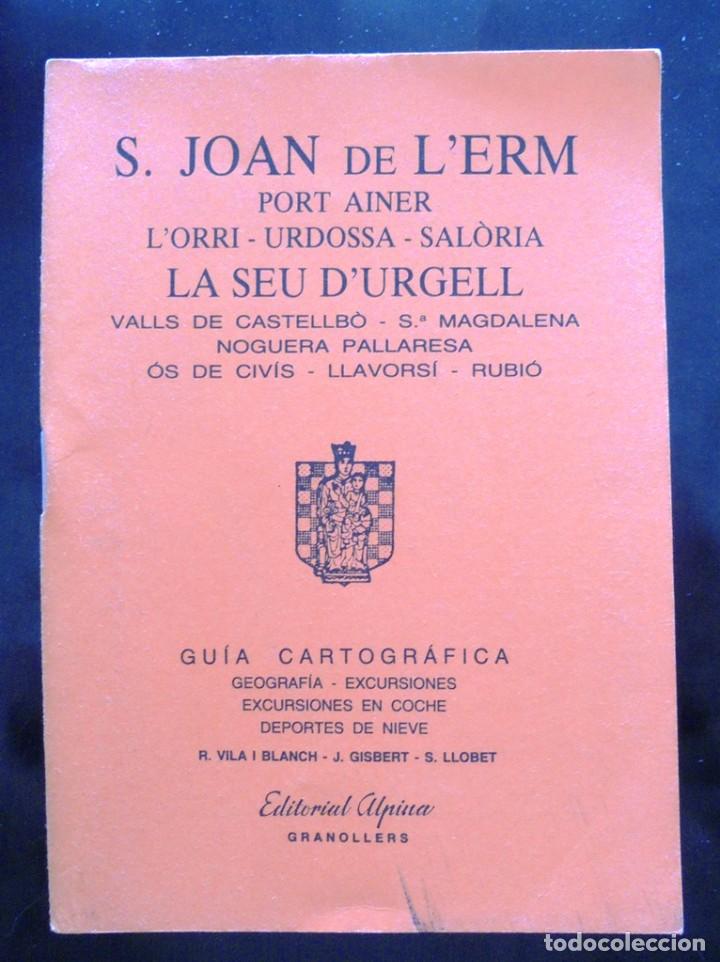 S. JOAN DE L'ERM
PORT AINER
L'ORRI - URDOSSA - SALÒRIA
LA SEU D'URGELL
VALLS DE CASTELLBÒ - S.ª MAGDALENA
NOGUERA PALLARESA
ÓS DE CIVÍS - LLAVORSÍ - RUBIÓ
GUÍA CARTOGRÁFICA
GEOGRAFÍA - EXCURSIONES
EXCURSIONES EN COCHE
DEPORTES DE NIEVE
R. VILA I BLANCH - J. GISBERT - S. LLOBET
Editorial Alpina
GRANOLLERS
todocoleccion